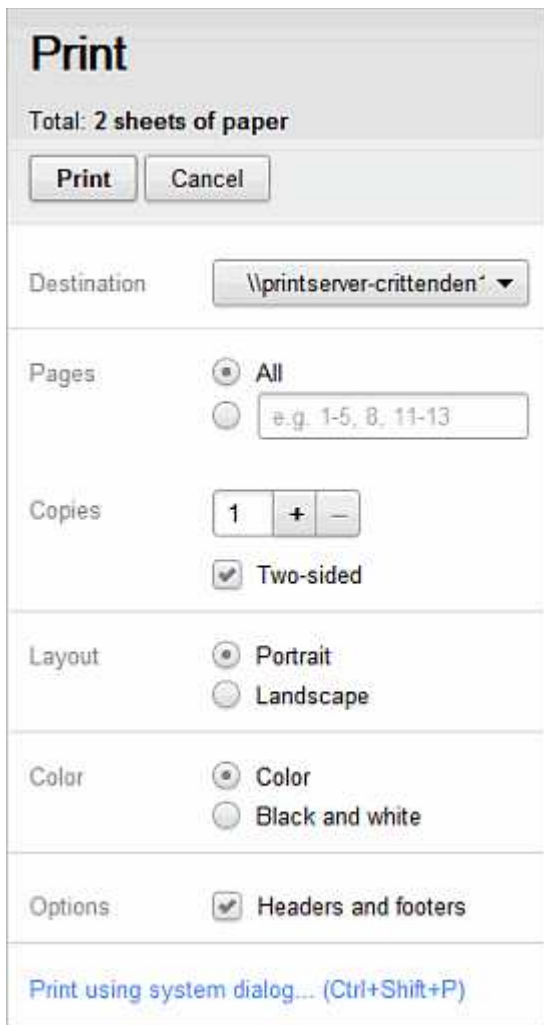 Print
Total: 2 sheets of paper
Print Cancel
Destination \\printserver-crittenden
Pages All
e.g. 1-5, 8, 11-13
Copies 1 + –
Two-sided
Layout Portrait
Landscape
Color Color
Black and white
Options Headers and footers
Print using system dialog... (Ctrl+Shift+P)